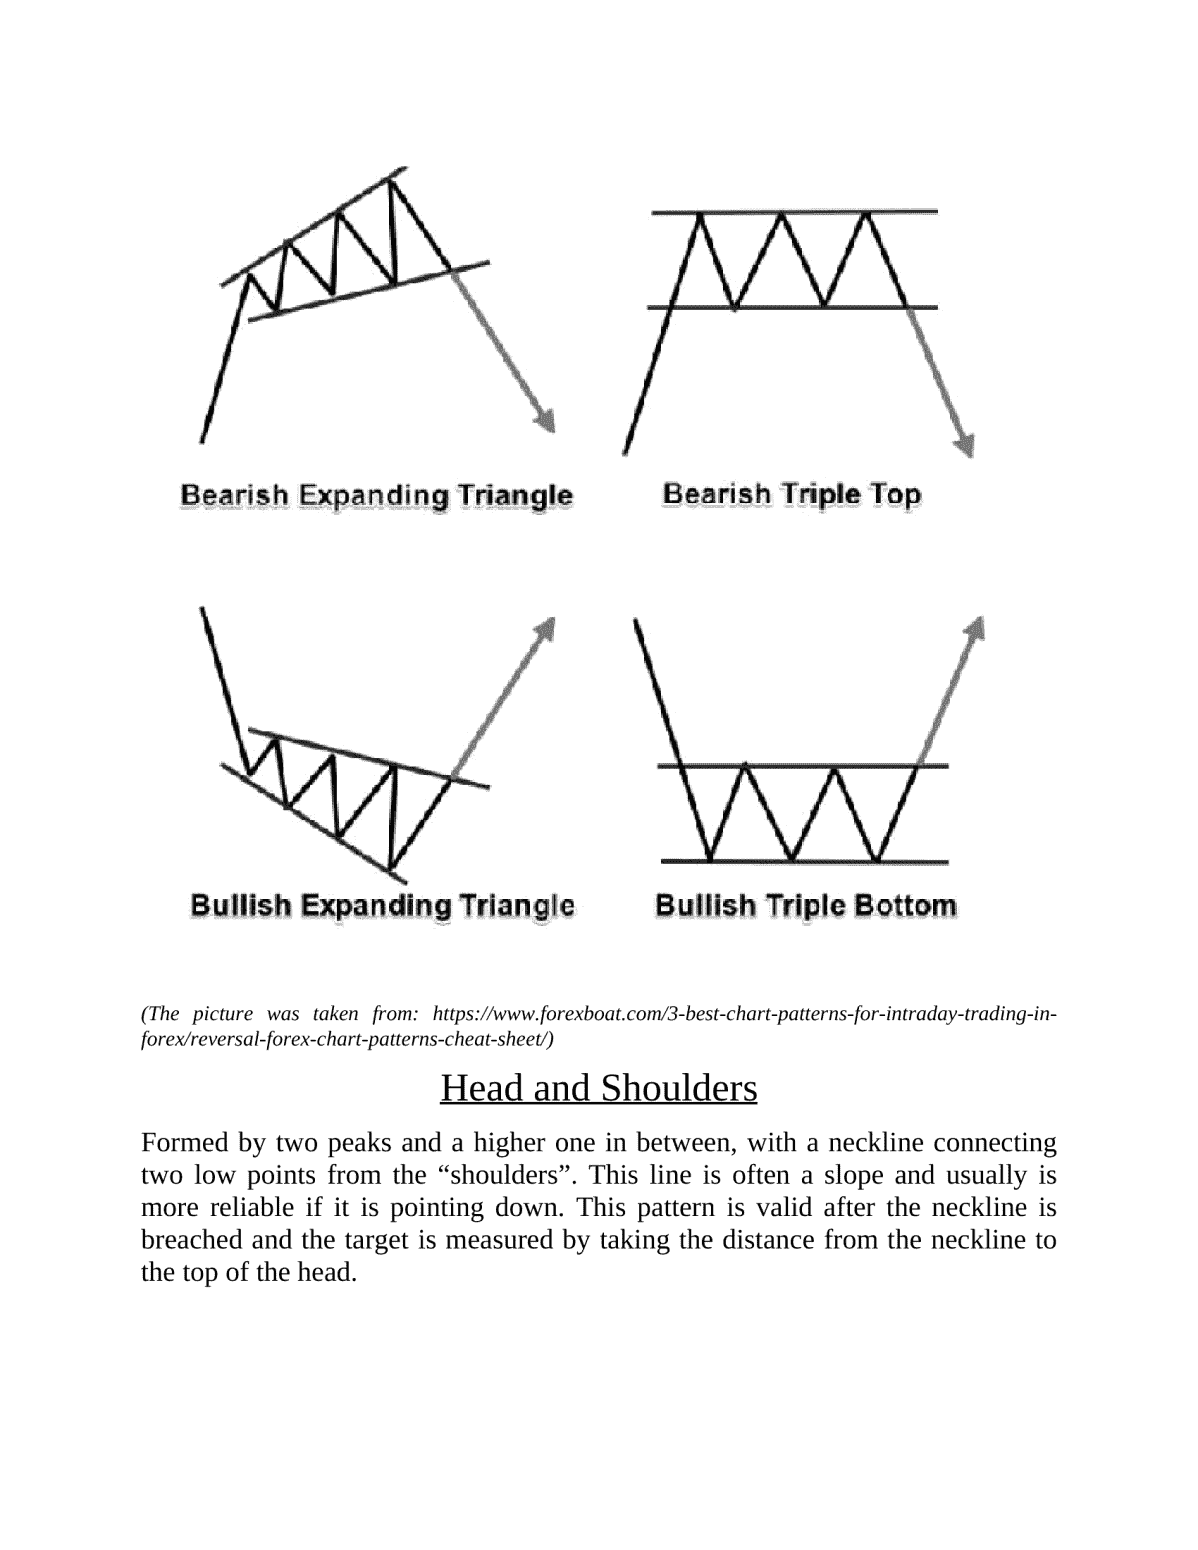 Bearish Expanding Triangle
Bearish Triple Top
Bullish Expanding Triangle
Bullish Triple Bottom
(The picture was taken from: https://www.forexboat.com/3-best-chart-patterns-for-intraday-trading-in-
forex/reversal-forex-chart-patterns-cheat-sheet/)
Head and Shoulders
Formed by two peaks and a higher one in between, with a neckline connecting
two low points from the “shoulders”. This line is often a slope and usually is
more reliable if it is pointing down. This pattern is valid after the neckline is
breached and the target is measured by taking the distance from the neckline to
the top of the head.